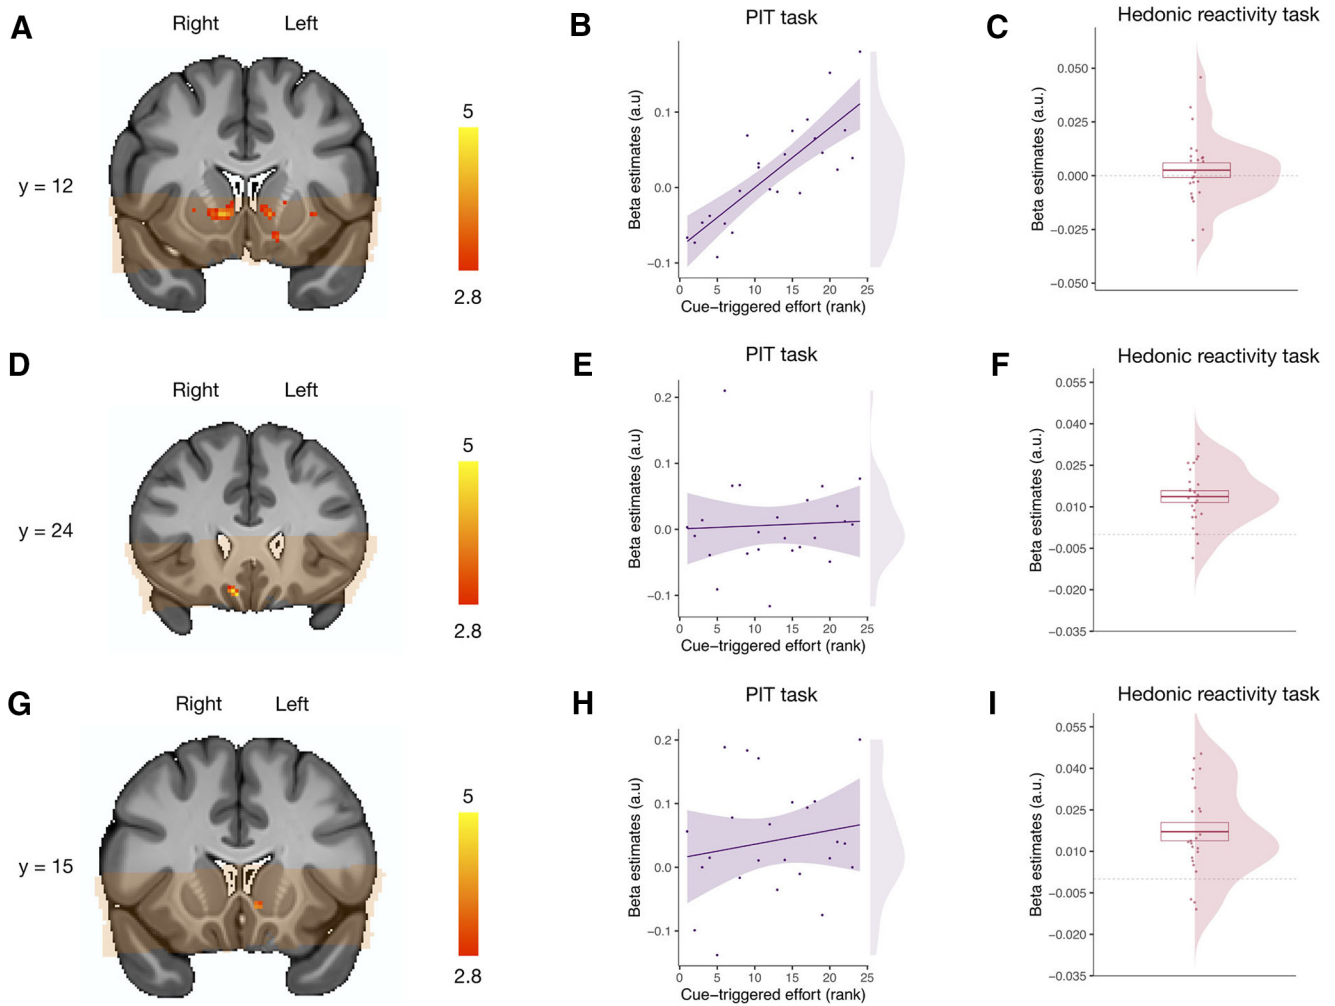 A
Right
Left
y = 12
5
2.8
B
PIT task
Beta estimates (a.u)
0.1
0.0
−0.1
0
5
10
15
20
25
Cue−triggered effort (rank)
C
Hedonic reactivity task
Beta estimates (a.u.)
0.050
0.025
0.000
−0.025
−0.050
D
Right
Left
y = 24
5
2.8
E
PIT task
Beta estimates (a.u)
0.2
0.1
0.0
−0.1
0
5
10
15
20
25
Cue−triggered effort (rank)
F
Hedonic reactivity task
Beta estimates (a.u.)
0.055
0.040
0.025
0.010
−0.005
−0.020
−0.035
G
Right
Left
y = 15
5
2.8
H
PIT task
Beta estimates (a.u)
0.2
0.1
0.0
−0.1
0
5
10
15
20
25
Cue−triggered effort (rank)
I
Hedonic reactivity task
Beta estimates (a.u.)
0.055
0.040
0.025
0.010
−0.005
−0.020
−0.035